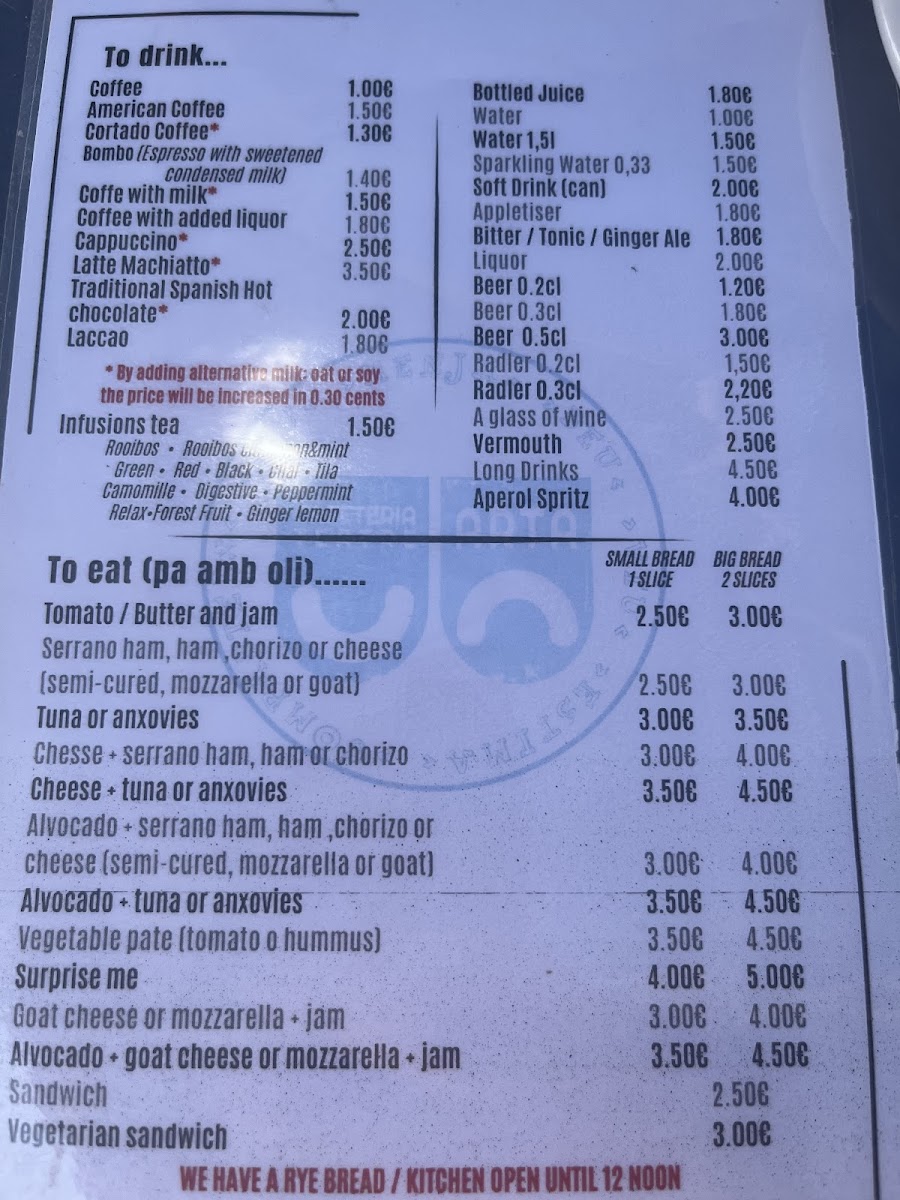 To drink...
Coffee 1.00€
American Coffee 1.50€
Cortado Coffee* 1.30€
Bombo (Espresso with sweetened
condensed milk) 1.40€
Coffe with milk* 1.50€
Coffee with added liquor 1.80€
Cappuccino* 2.50€
Latte Machiatto* 3.50€
Traditional Spanish Hot
chocolate* 2.00€
Laccao 1.80€
* By adding alternative milk: oat or soy
the price will be increased in 0.30 cents
Infusions tea 1.50€
Rooibos • Rooibos
Green • Red • Black • Chai • Tila
Camomille • Digestive • Peppermint
Relax•Forest Fruit • Ginger lemon
Bottled Juice 1.80€
Water 1.00€
Water 1,5l 1.50€
Sparkling Water 0,33 1.50€
Soft Drink (can) 2.00€
Appletiser 1.80€
Bitter / Tonic / Ginger Ale 1.80€
Liquor 2.00€
Beer 0.2cl 1.20€
Beer 0.3cl 1.80€
Beer 0.5cl 3.00€
Radler 0.2cl 1,50€
Radler 0.3cl 2,20€
A glass of wine 2.50€
Vermouth 2.50€
Long Drinks 4.50€
Aperol Spritz 4.00€
ARTA
To eat (pa amb oli)...... SMALL BREAD BIG BREAD
1 SLICE 2 SLICES
Tomato / Butter and jam 2.50€ 3.00€
Serrano ham, ham ,chorizo or cheese
(semi-cured, mozzarella or goat) 2.50€ 3.00€
Tuna or anxovies 3.00€ 3.50€
Chesse + serrano ham, ham or chorizo 3.00€ 4.00€
Cheese + tuna or anxovies 3.50€ 4.50€
Alvocado + serrano ham, ham ,chorizo or
cheese (semi-cured, mozzarella or goat) 3.00€ 4.00€
Alvocado + tuna or anxovies 3.50€ 4.50€
Vegetable pate (tomato o hummus) 3.50€ 4.50€
Surprise me 4.00€ 5.00€
Goat cheese or mozzarella + jam 3.00€ 4.00€
Alvocado + goat cheese or mozzarella + jam 3.50€ 4.50€
Sandwich 2.50€
Vegetarian sandwich 3.00€
WE HAVE A RYE BREAD / KITCHEN OPEN UNTIL 12 NOON